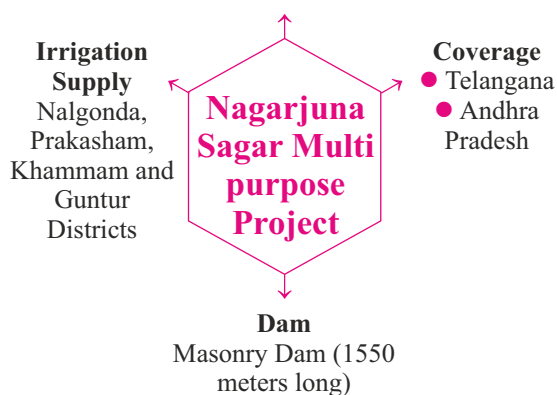 Irrigation
Supply
Nalgonda,
Prakasham,
Khammam and
Guntur
Districts
Nagarjuna
Sagar Multi
purpose
Project
Coverage
● Telangana
● Andhra
Pradesh
Dam
Masonry Dam (1550
meters long)